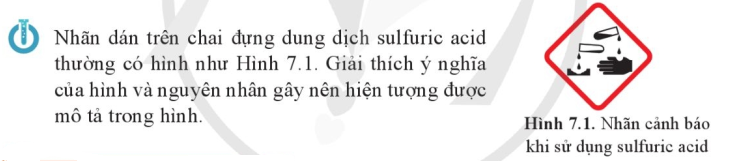 Nhãn dán trên chai đựng dung dịch sulfuric acid
thường có hình như Hình 7.1. Giải thích ý nghĩa
của hình và nguyên nhân gây nên hiện tượng được
mô tả trong hình.
Hình 7.1. Nhãn cảnh báo
khi sử dụng sulfuric acid